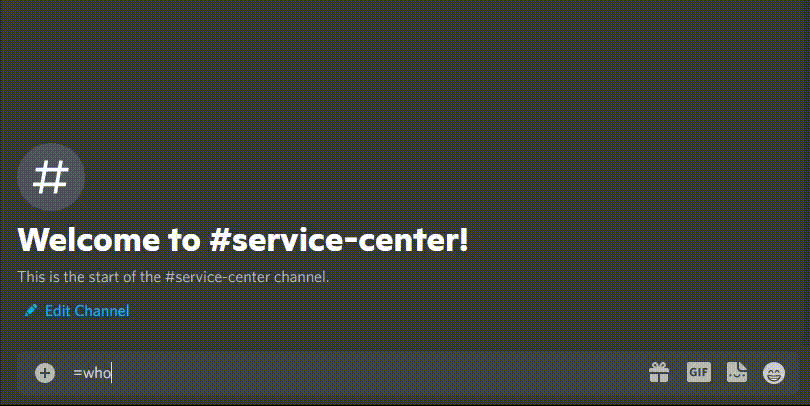 #
Welcome to #service-center!
This is the start of the #service-center channel.
Edit Channel
=who
GIF